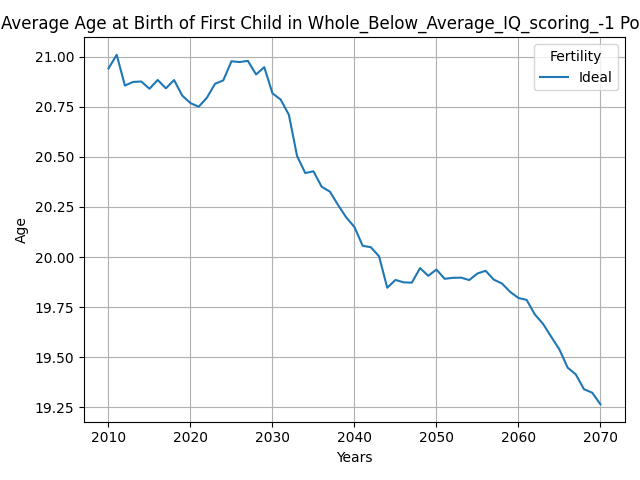 Average Age at Birth of First Child in Whole_Below_Average_IQ_scoring_-1 Po
Fertility
Ideal
21.00
20.75
20.50
20.25
20.00
19.75
19.50
19.25
Age
2010 2020 2030 2040 2050 2060 2070
Years